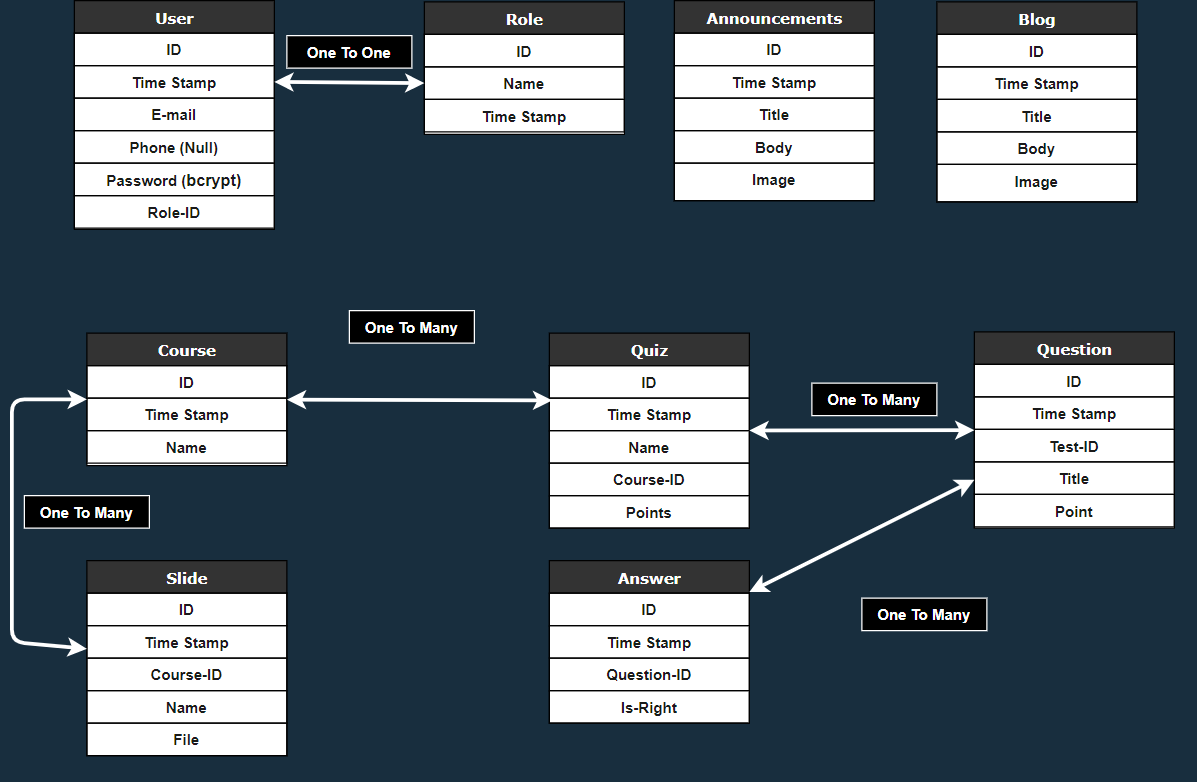 User
ID
Time Stamp
E-mail
Phone (Null)
Password (bcrypt)
Role-ID
One To One
Role
ID
Name
Time Stamp
Announcements
ID
Time Stamp
Title
Body
Image
Blog
ID
Time Stamp
Title
Body
Image
Course
ID
Time Stamp
Name
One To Many
Quiz
ID
Time Stamp
Name
Course-ID
Points
One To Many
Question
ID
Time Stamp
Test-ID
Title
Point
One To Many
Slide
ID
Time Stamp
Course-ID
Name
File
Answer
ID
Time Stamp
Question-ID
Is-Right
One To Many